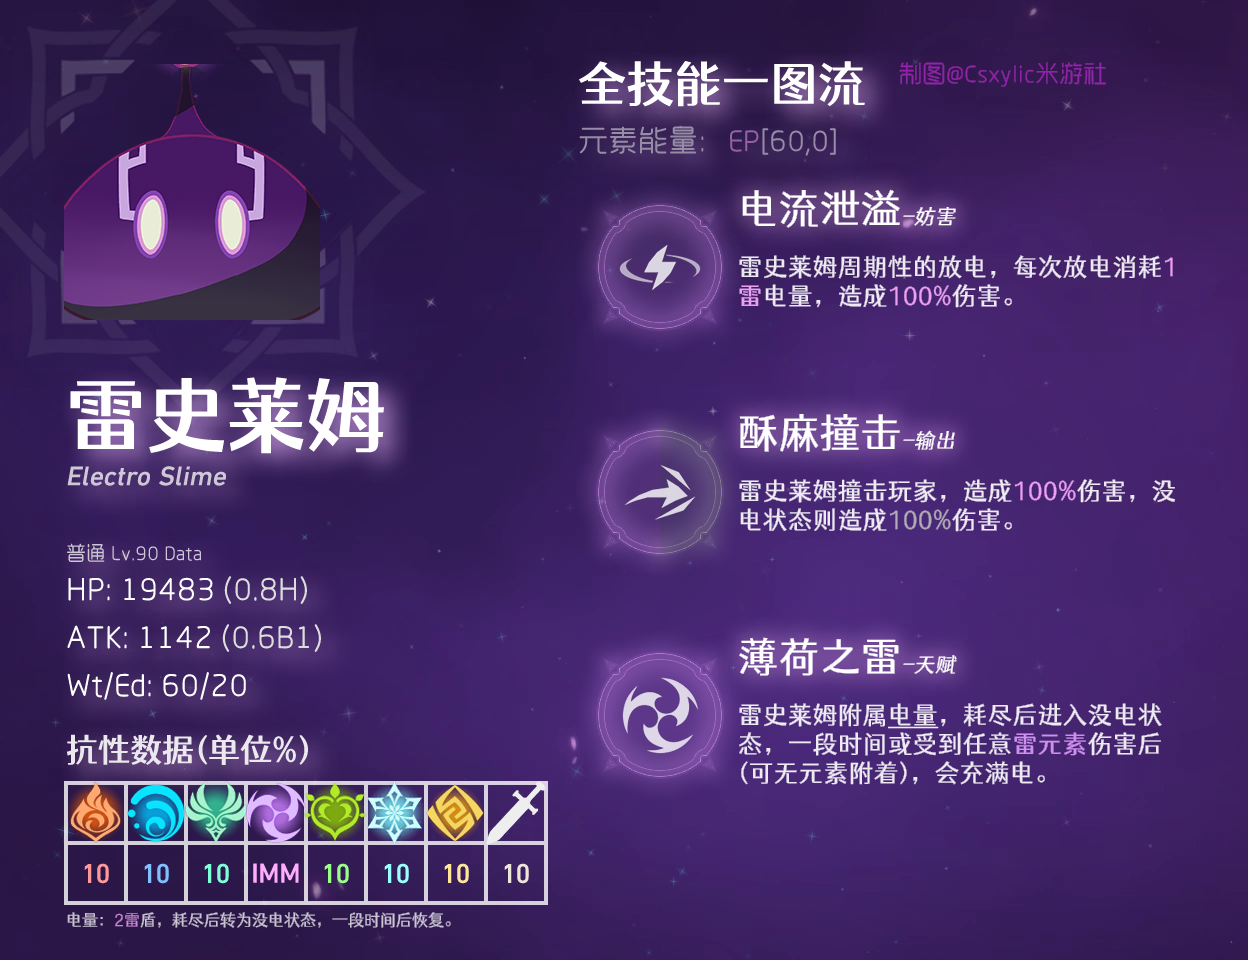 全技能一图流
制图@Csxylic米游社
元素能量： EP[60,0]
电流泄溢-妨害
雷史莱姆周期性的放电，每次放电消耗1
雷电量，造成100%伤害。
酥麻撞击-输出
雷史莱姆撞击玩家，造成100%伤害，没
电状态则造成100%伤害。
薄荷之雷-天赋
雷史莱姆附属电量，耗尽后进入没电状
态，一段时间或受到任意雷元素伤害后
(可无元素附着)，会充满电。
雷史莱姆
Electro Slime
普通 Lv.90 Data
HP: 19483 (0.8H)
ATK: 1142 (0.6B1)
Wt/Ed: 60/20
抗性数据(单位%)
10 10 10 IMM 10 10 10 10
电量：2雷盾，耗尽后转为没电状态，一段时间后恢复。